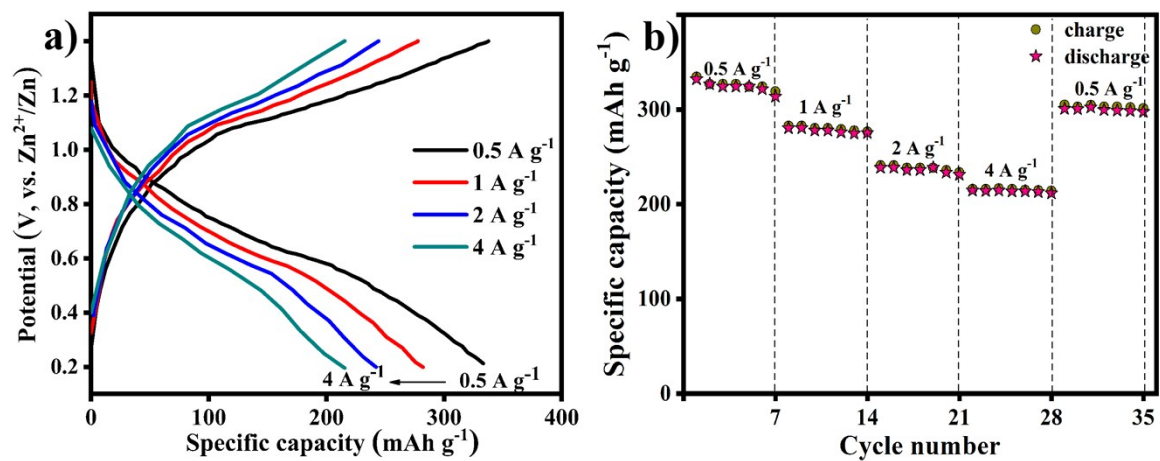 a)
Potential (V, vs. Zn2+/Zn)
1.2
1.0
0.8
0.6
0.4
0.2
0.5 A g-1
1 A g-1
2 A g-1
4 A g-1
4 A g-1
0.5 A g-1
0
100
200
300
400
Specific capacity (mAh g-1)
b)
charge
discharge
Specific capacity (mAh g-1)
400
300
200
300
0
0.5 A g-1
1 A g-1
2 A g-1
4 A g-1
0.5 A g-1
7
14
21
28
35
Cycle number